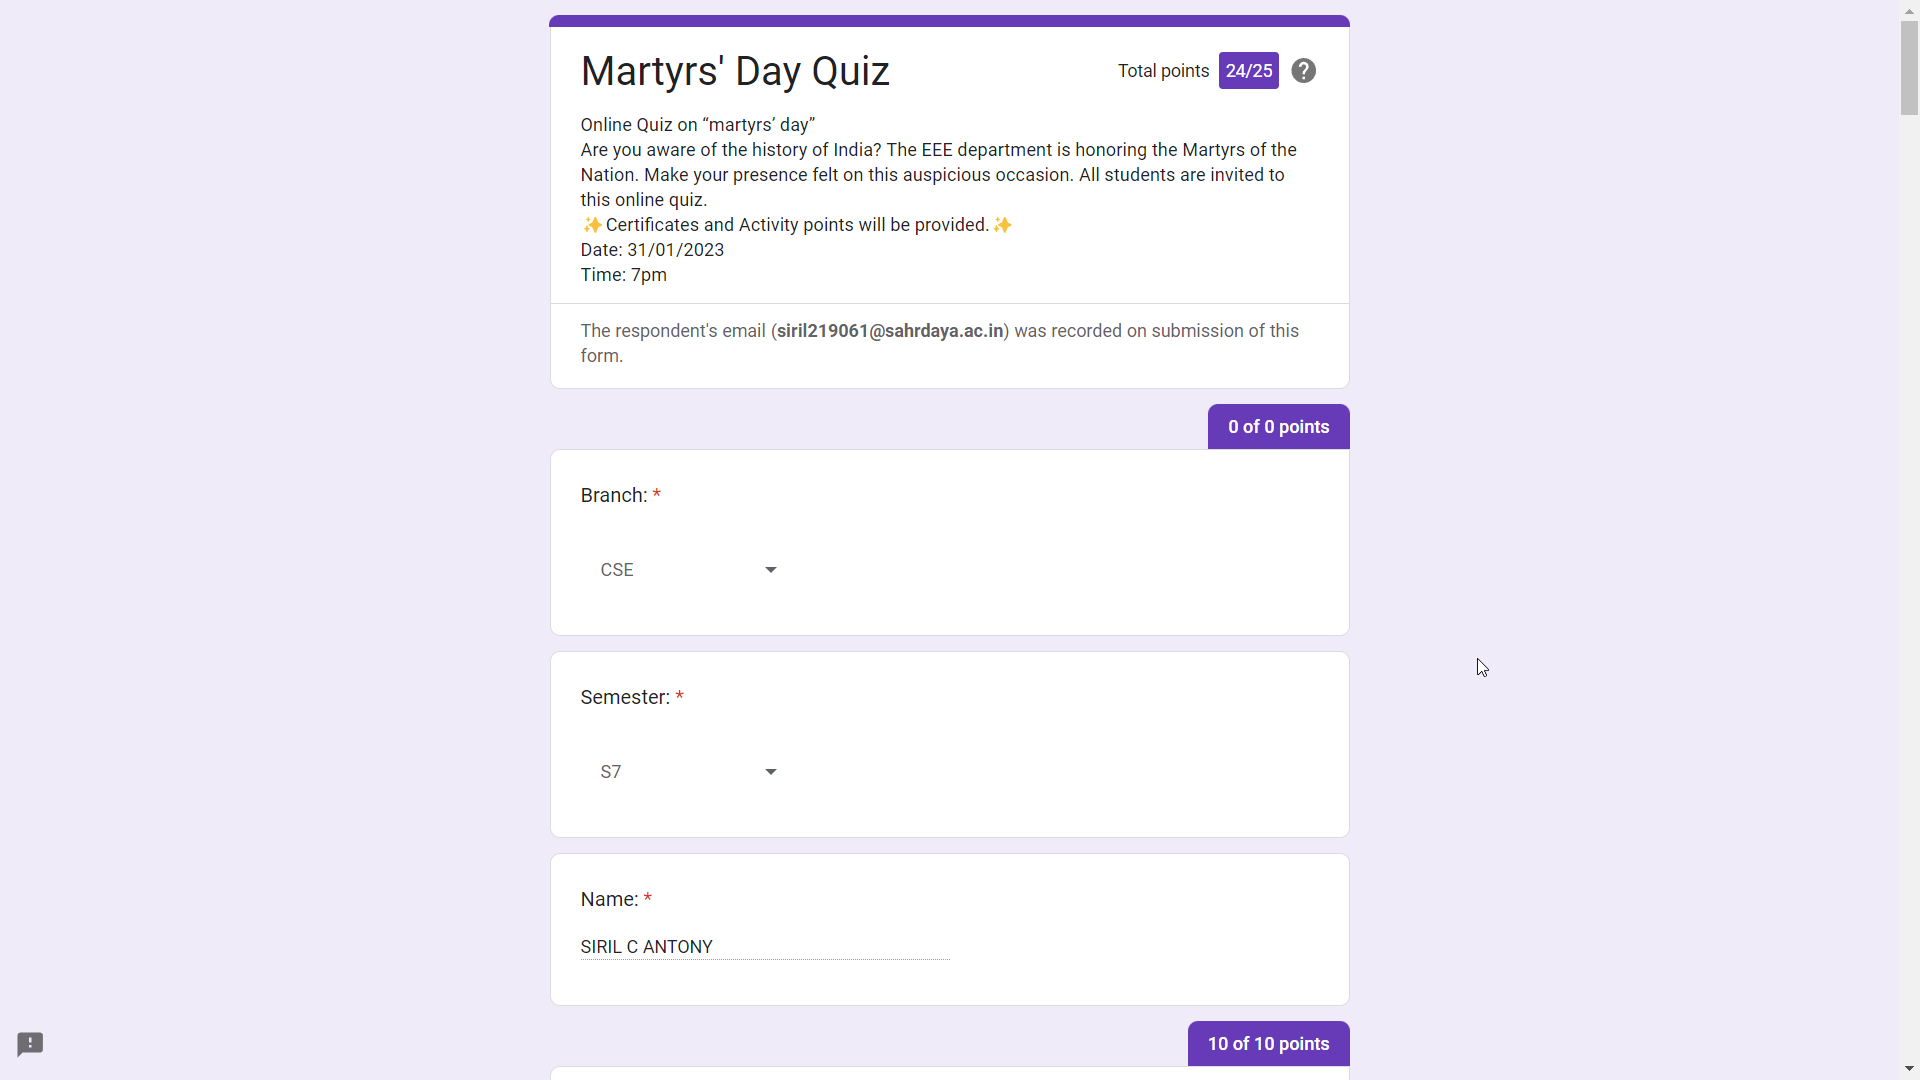 Martyrs' Day Quiz
Total points 24/25
Online Quiz on “martyrs’ day”
Are you aware of the history of India? The EEE department is honoring the Martyrs of the
Nation. Make your presence felt on this auspicious occasion. All students are invited to
this online quiz.
✨Certificates and Activity points will be provided.✨
Date: 31/01/2023
Time: 7pm
The respondent's email (siril219061@sahrdaya.ac.in) was recorded on submission of this
form.
0 of 0 points
Branch: *
CSE
Semester: *
S7
Name: *
SIRIL C ANTONY
10 of 10 points